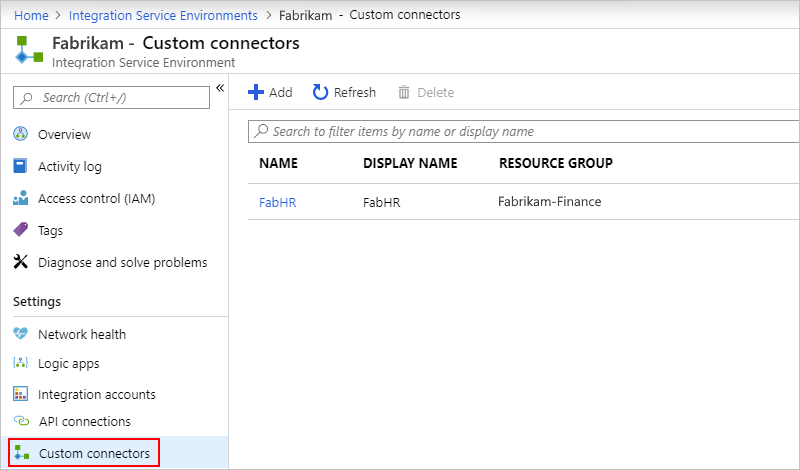 Home > Integration Service Environments > Fabrikam - Custom connectors
Fabrikam - Custom connectors
Integration Service Environment
Search (Ctrl+/)
«
Overview
Activity log
Access control (IAM)
Tags
Diagnose and solve problems
Settings
Network health
Logic apps
Integration accounts
API connections
Custom connectors
Add Refresh Delete
Search to filter items by name or display name
NAME DISPLAY NAME RESOURCE GROUP
FabHR FabHR Fabrikam-Finance